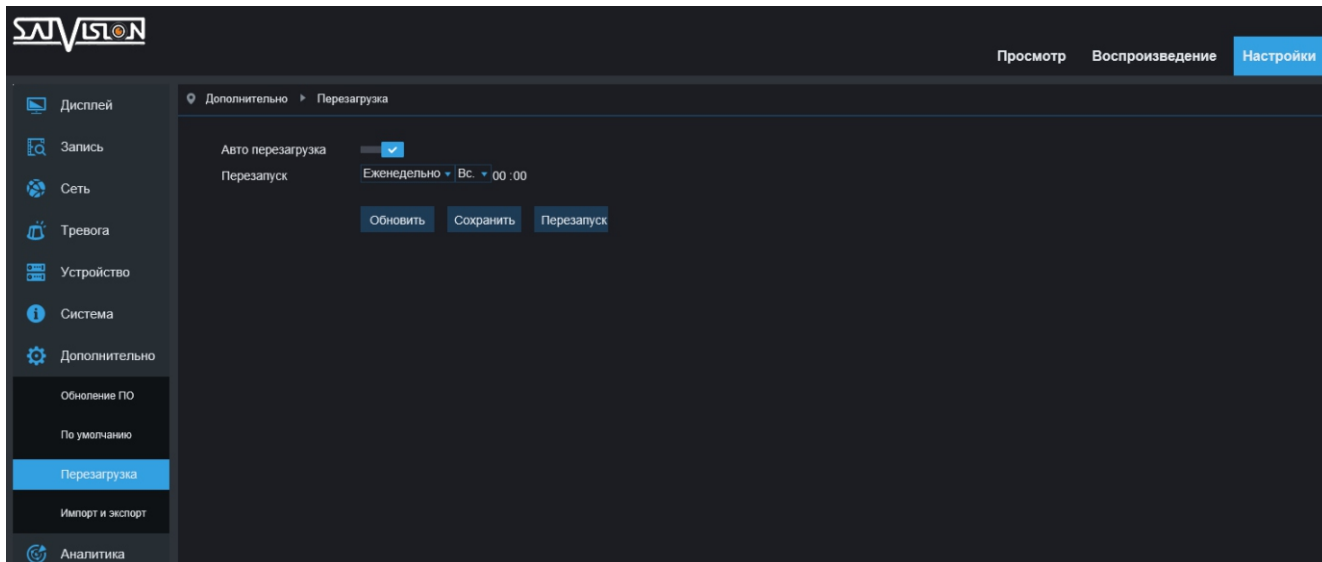 SATVISION
Просмотр Воспроизведение Настройки
Дополнительно Перезагрузка
Дисплей
Запись
Сеть
Тревога
Устройство
Система
Дополнительно
Обноление ПО
По умолчанию
Перезагрузка
Импорт и экспорт
Аналитика
Авто перезагрузка
Перезапуск Еженедельно Вс. 00 :00
Обновить Сохранить Перезапуск